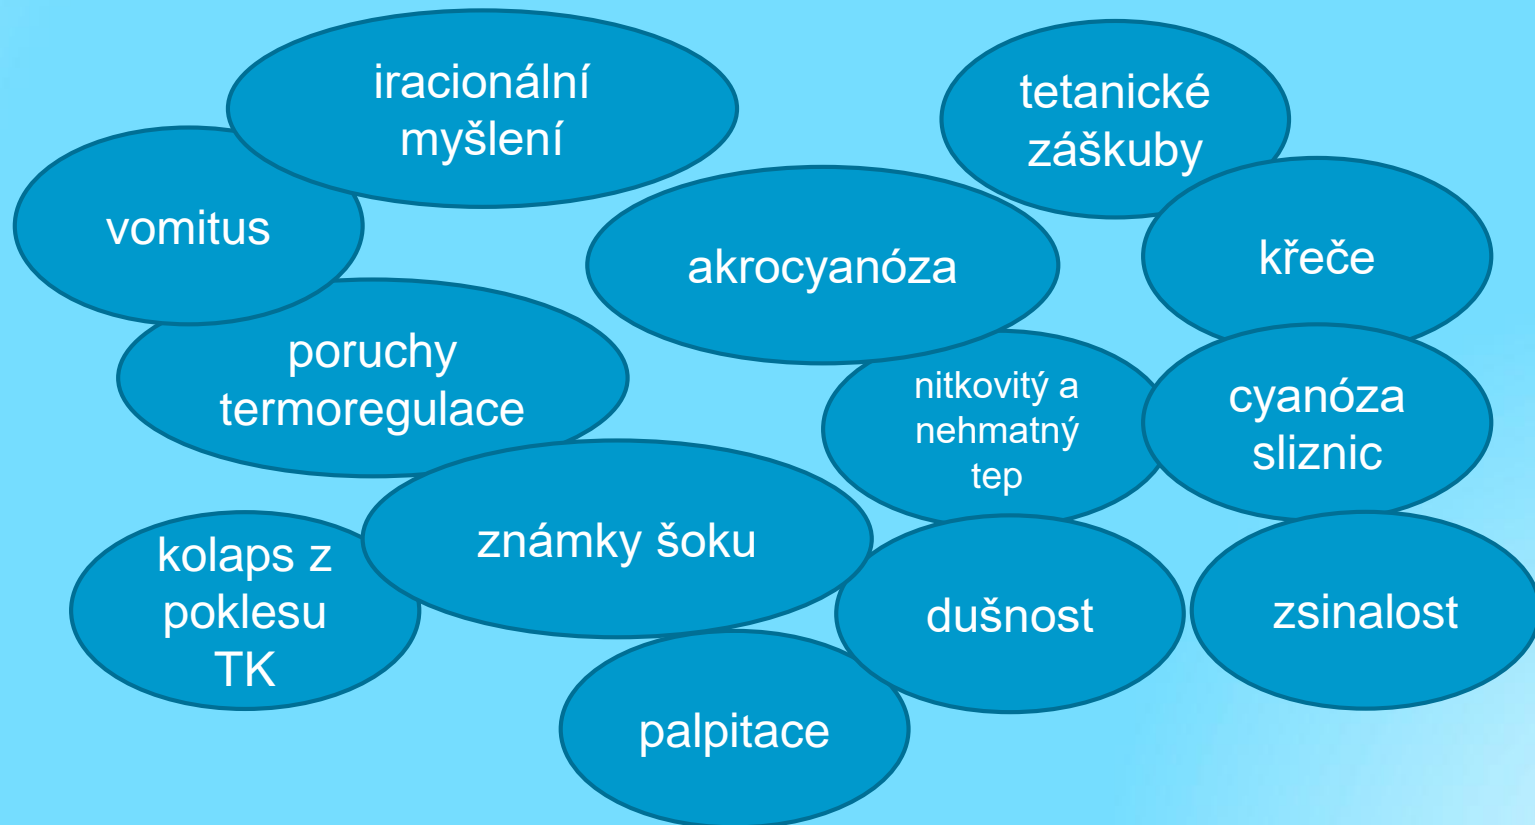 iracionální
myšlení
tetanické
záškuby
vomitus
akrocyanóza
křeče
poruchy
termoregulace
nitkovitý a
nehmatný
tep
cyanóza
sliznic
známky šoku
kolaps z
poklesu
TK
dušnost
zsinalost
palpitace